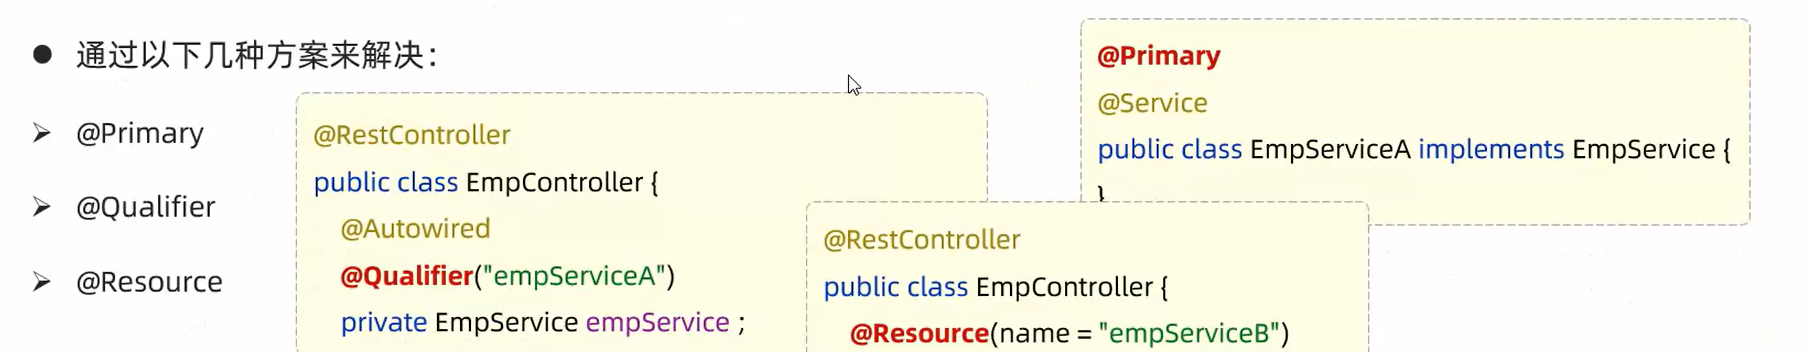 ● 通过以下几种方案来解决：
➢ @Primary
➢ @Qualifier
➢ @Resource
@RestController
public class EmpController {
@Autowired
@Qualifier("empServiceA")
private EmpService empService ;
@Primary
@Service
public class EmpServiceA implements EmpService {
}
@RestController
public class EmpController {
@Resource(name = "empServiceB")